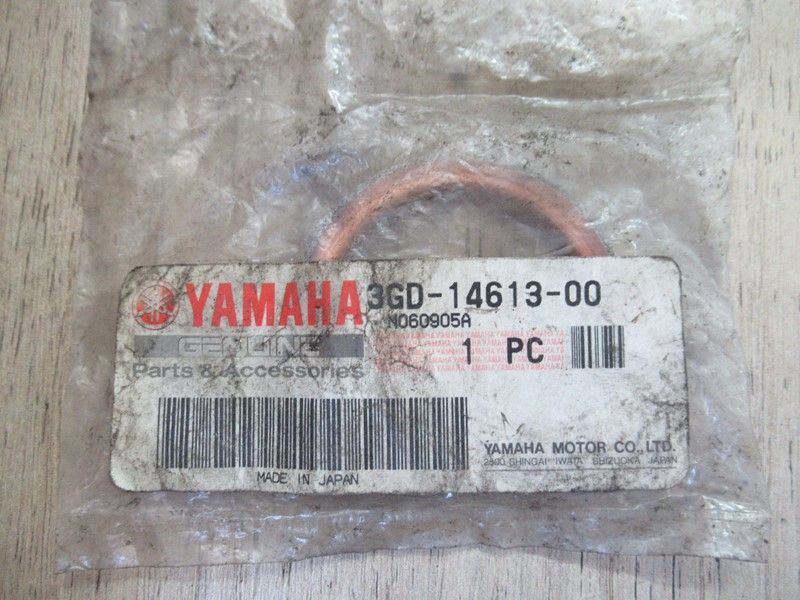 YAMAHA 3GD-14613-00
N060905A
GENUINE
Parts & Accessories
1 PC
YAMAHA MOTOR CO., LTD.
2500 SHINGAI IWATA SHIZUOKA JAPAN
MADE IN JAPAN